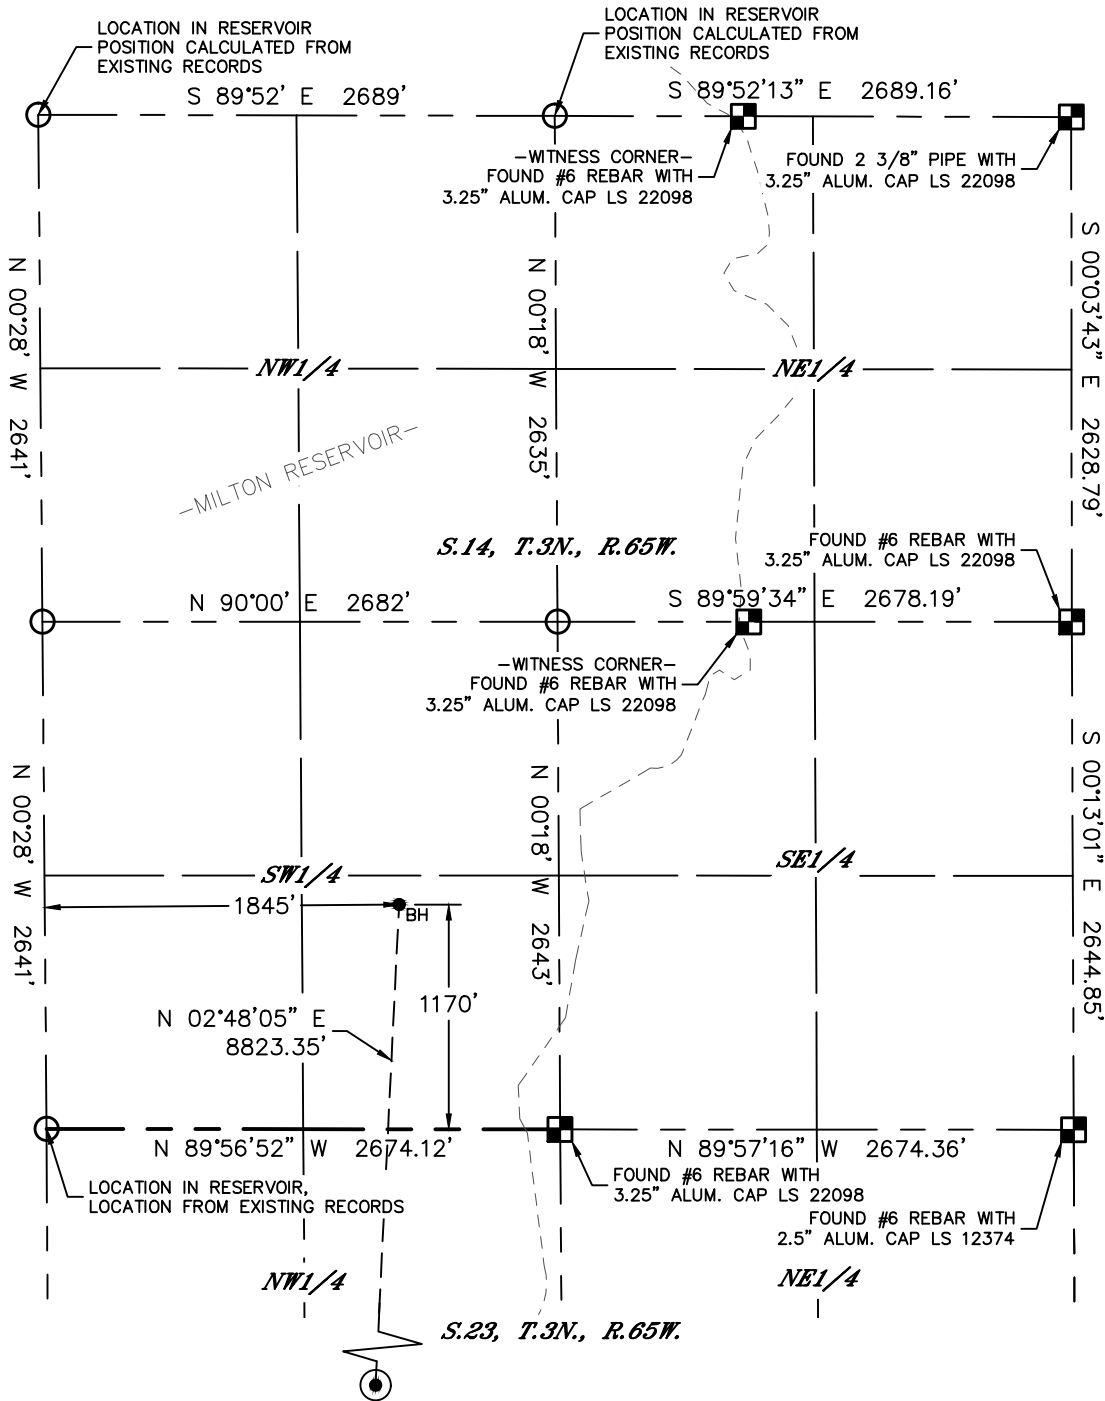 LOCATION IN RESERVOIR
POSITION CALCULATED FROM
EXISTING RECORDS
LOCATION IN RESERVOIR
POSITION CALCULATED FROM
EXISTING RECORDS
S 89°52' E 2689'
S 89°52'13" E 2689.16'
-WITNESS CORNER-
FOUND #6 REBAR WITH
3.25" ALUM. CAP LS 22098
FOUND 2 3/8" PIPE WITH
3.25" ALUM. CAP LS 22098
N 00°28' W 2641'
N 00°18' W 2635'
S 00°03'43" E 2628.79'
NW1/4
NE1/4
-MILTON RESERVOIR-
S.14, T.3N., R.65W.
FOUND #6 REBAR WITH
3.25" ALUM. CAP LS 22098
N 90°00' E 2682'
S 89°59'34" E 2678.19'
-WITNESS CORNER-
FOUND #6 REBAR WITH
3.25" ALUM. CAP LS 22098
N 00°28' W 2641'
N 00°18' W 2643'
S 00°13'01" E 2644.85'
SW1/4
SE1/4
1845'
BH
1170'
N 02°48'05" E
8823.35'
N 89°56'52" W 2674.12'
N 89°57'16" W 2674.36'
LOCATION IN RESERVOIR,
LOCATION FROM EXISTING RECORDS
FOUND #6 REBAR WITH
3.25" ALUM. CAP LS 22098
FOUND #6 REBAR WITH
2.5" ALUM. CAP LS 12374
NW1/4
NE1/4
S.23, T.3N., R.65W.